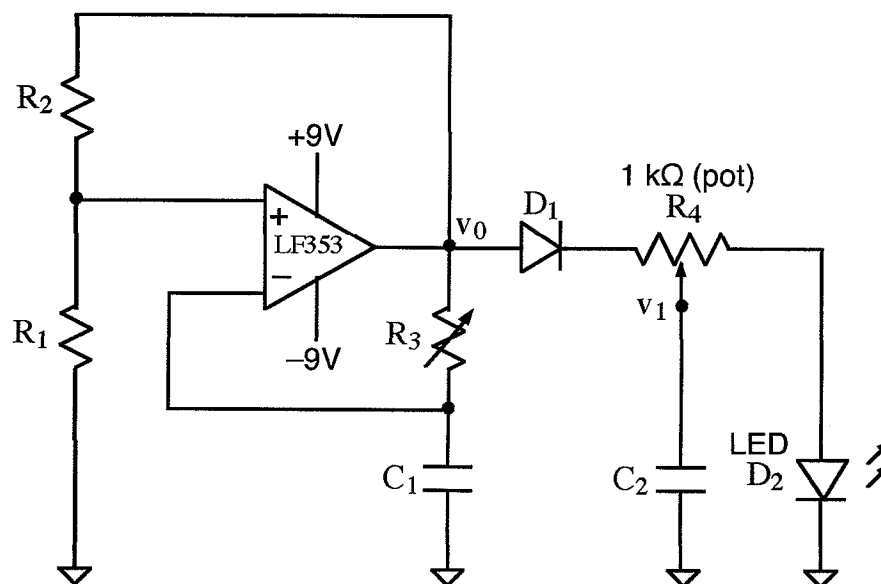 R2
+9V
1 kΩ (pot)
R4
D1
v0
+
LF353
−
v1
R1
R3
−9V
LED
D2
C1
C2